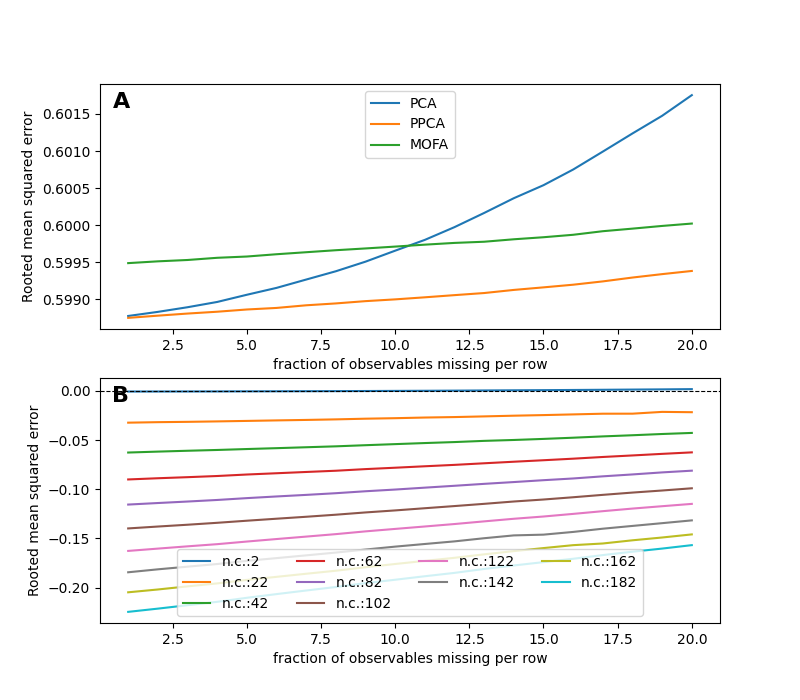 A
PCA
PPCA
MOFA
Rooted mean squared error
0.6015
0.6010
0.6005
0.6000
0.5995
0.5990
2.5 5.0 7.5 10.0 12.5 15.0 17.5 20.0
fraction of observables missing per row
B
Rooted mean squared error
0.00
−0.05
−0.10
−0.15
−0.20
n.c.:2 n.c.:62 n.c.:122 n.c.:162
n.c.:22 n.c.:82 n.c.:142 n.c.:182
n.c.:42 n.c.:102
2.5 5.0 7.5 10.0 12.5 15.0 17.5 20.0
fraction of observables missing per row